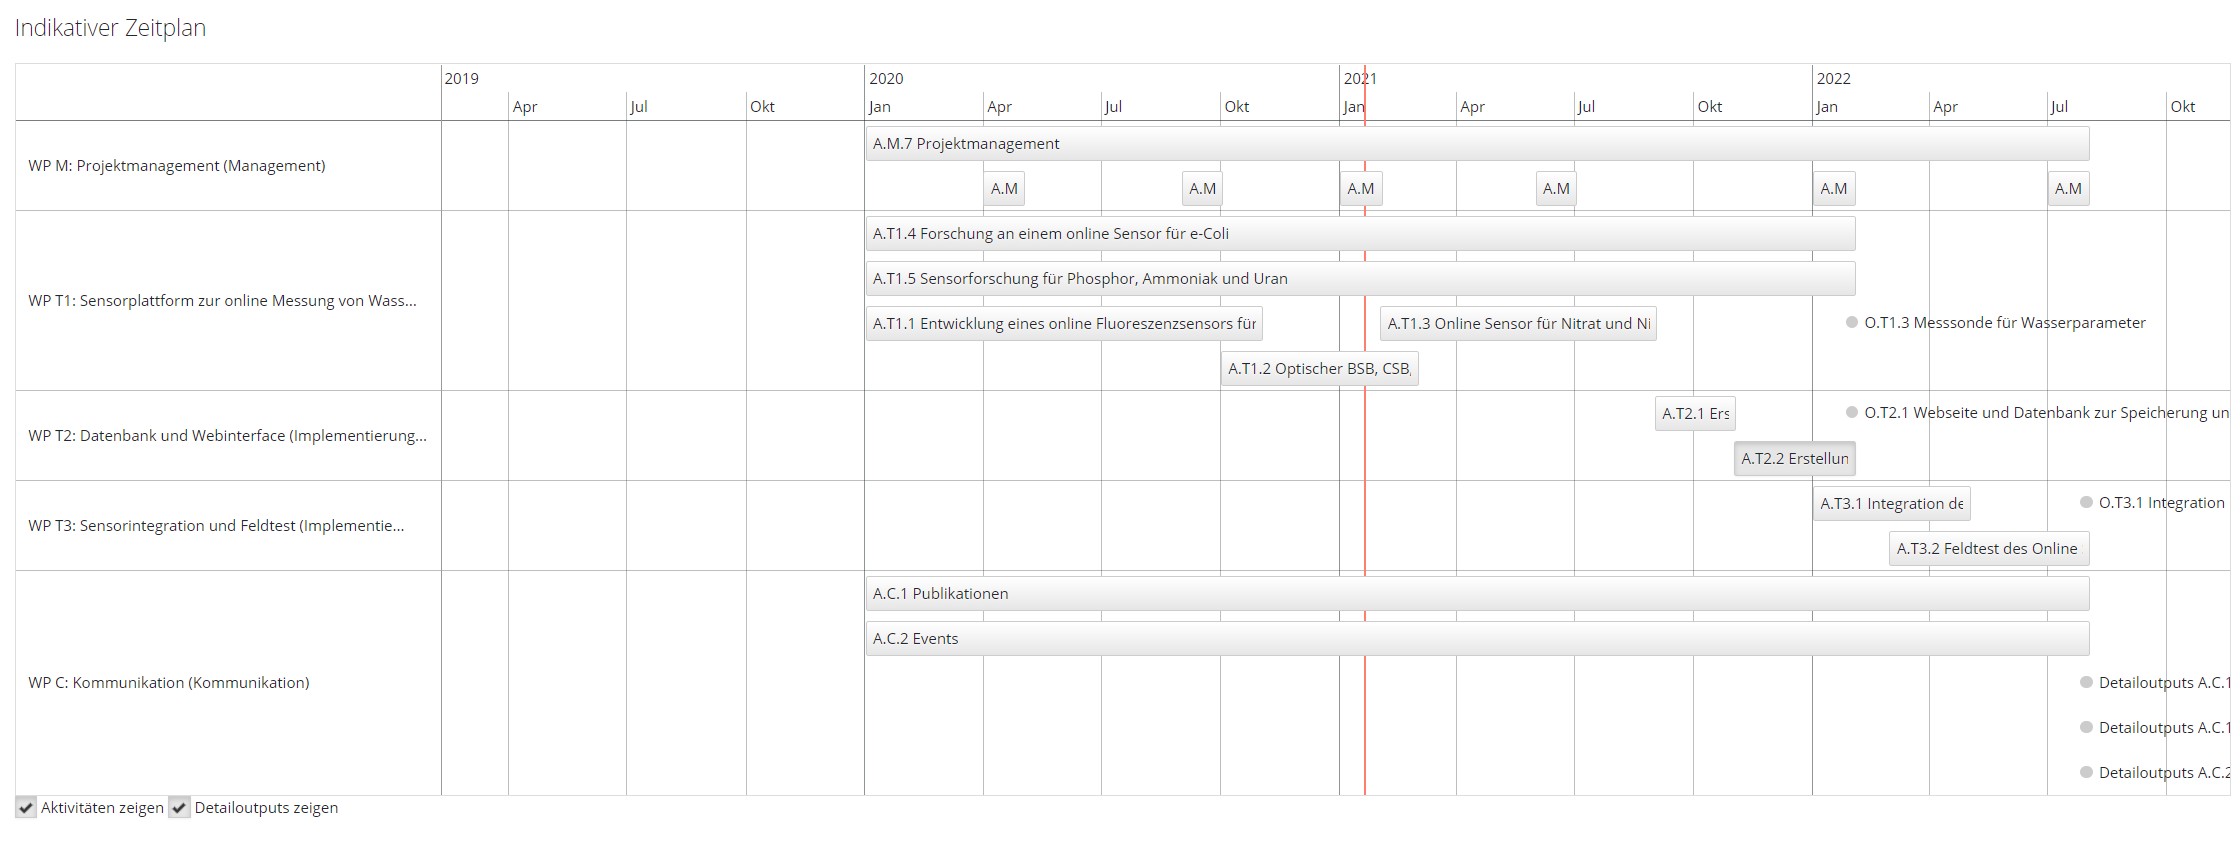 Indikativer Zeitplan
2019 2020 2021 2022
Apr Jul Okt Jan Apr Jul Okt Jan Apr Jul Okt Jan Apr Jul Okt
WP M: Projektmanagement (Management)
A.M.7 Projektmanagement
A.M A.M A.M A.M A.M A.M
WP T1: Sensorplattform zur online Messung von Wass...
A.T1.4 Forschung an einem online Sensor für e-Coli
A.T1.5 Sensorforschung für Phosphor, Ammoniak und Uran
A.T1.1 Entwicklung eines online Fluoreszenzsensors für A.T1.3 Online Sensor für Nitrat und Ni O.T1.3 Messsonde für Wasserparameter
A.T1.2 Optischer BSB, CSB,
WP T2: Datenbank und Webinterface (Implementierung...
A.T2.1 Ers O.T2.1 Webseite und Datenbank zur Speicherung un
A.T2.2 Erstellun
WP T3: Sensorintegration und Feldtest (Implementie...
A.T3.1 Integration de O.T3.1 Integration
A.T3.2 Feldtest des Online
WP C: Kommunikation (Kommunikation)
A.C.1 Publikationen
A.C.2 Events
Detailoutputs A.C.1
Detailoutputs A.C.1
Detailoutputs A.C.2
Aktivitäten zeigen Detailoutputs zeigen